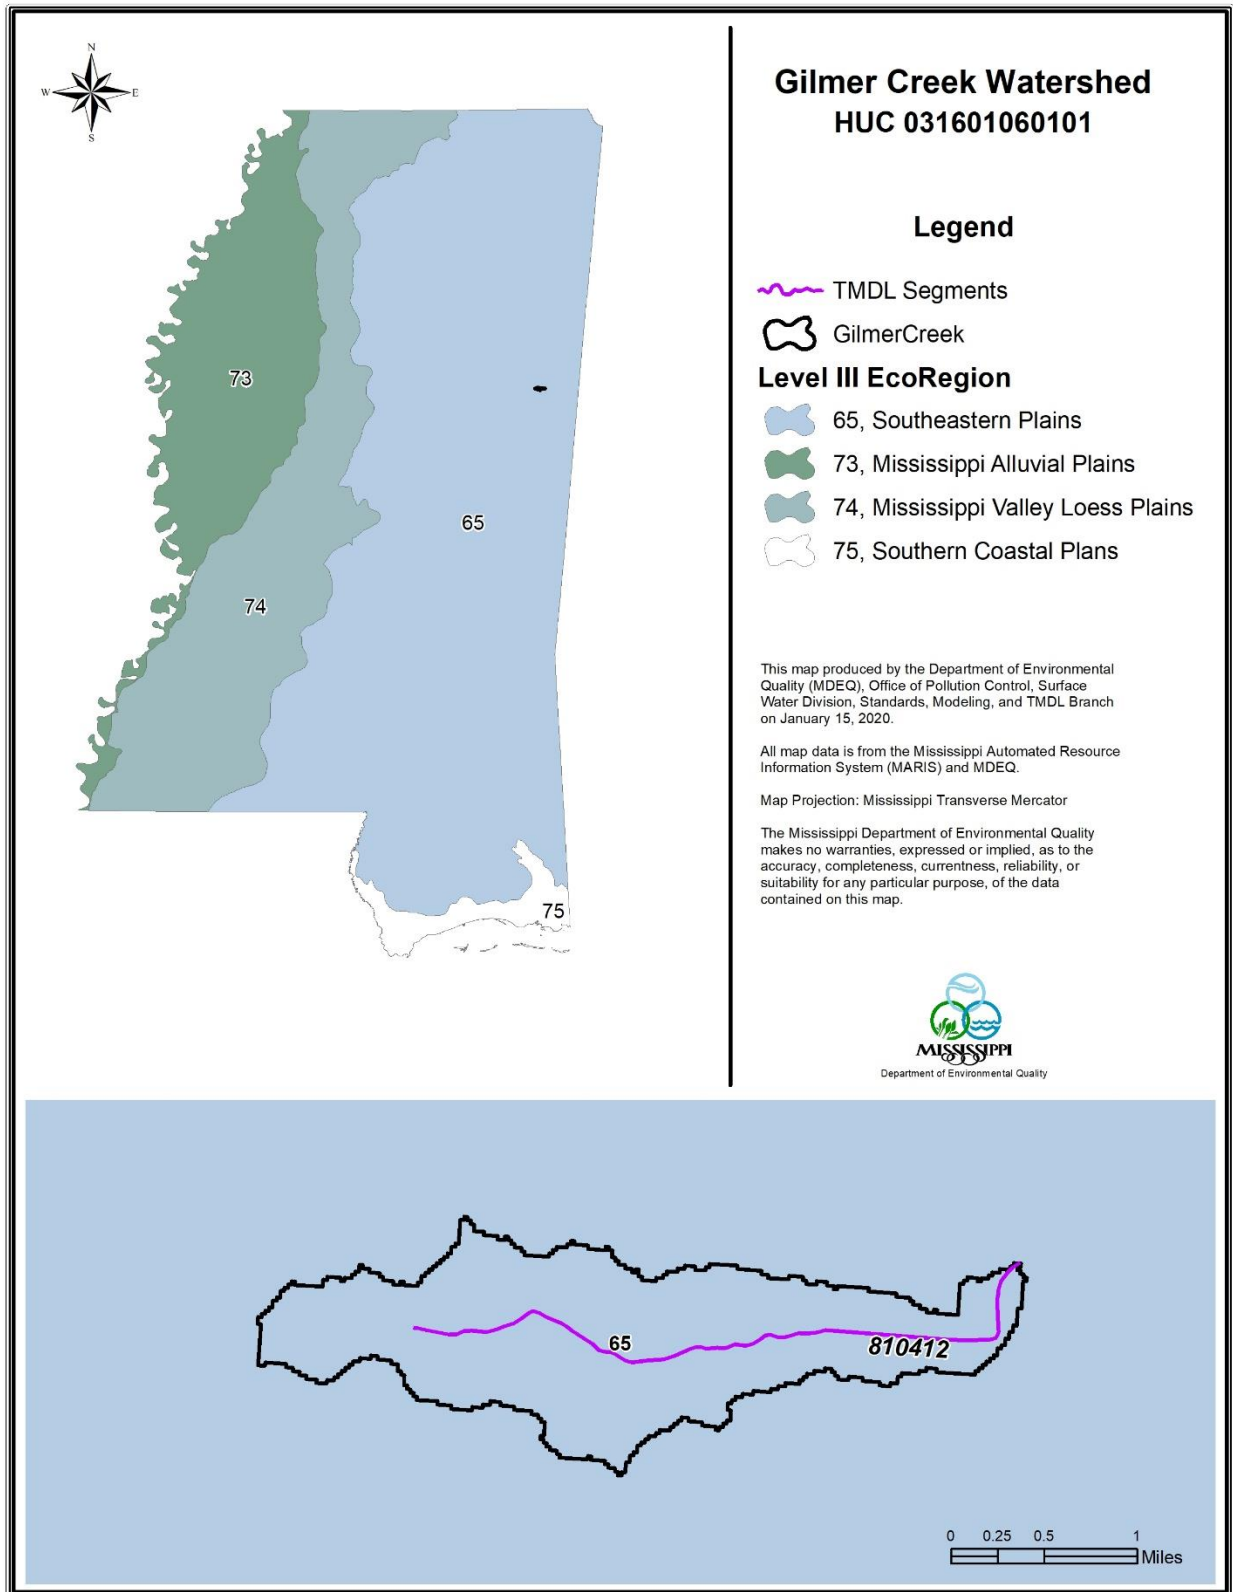 N
W
E
S
73
74
65
75
Gilmer Creek Watershed
HUC 031601060101
Legend
TMDL Segments
GilmerCreek
Level III EcoRegion
65, Southeastern Plains
73, Mississippi Alluvial Plains
74, Mississippi Valley Loess Plains
75, Southern Coastal Plans
This map produced by the Department of Environmental
Quality (MDEQ), Office of Pollution Control, Surface
Water Division, Standards, Modeling, and TMDL Branch
on January 15, 2020.
All map data is from the Mississippi Automated Resource
Information System (MARIS) and MDEQ.
Map Projection: Mississippi Transverse Mercator
The Mississippi Department of Environmental Quality
makes no warranties, expressed or implied, as to the
accuracy, completeness, currentness, reliability, or
suitability for any particular purpose, of the data
contained on this map.
MISSISSIPPI
Department of Environmental Quality
65
810412
0 0.25 0.5 1
Miles